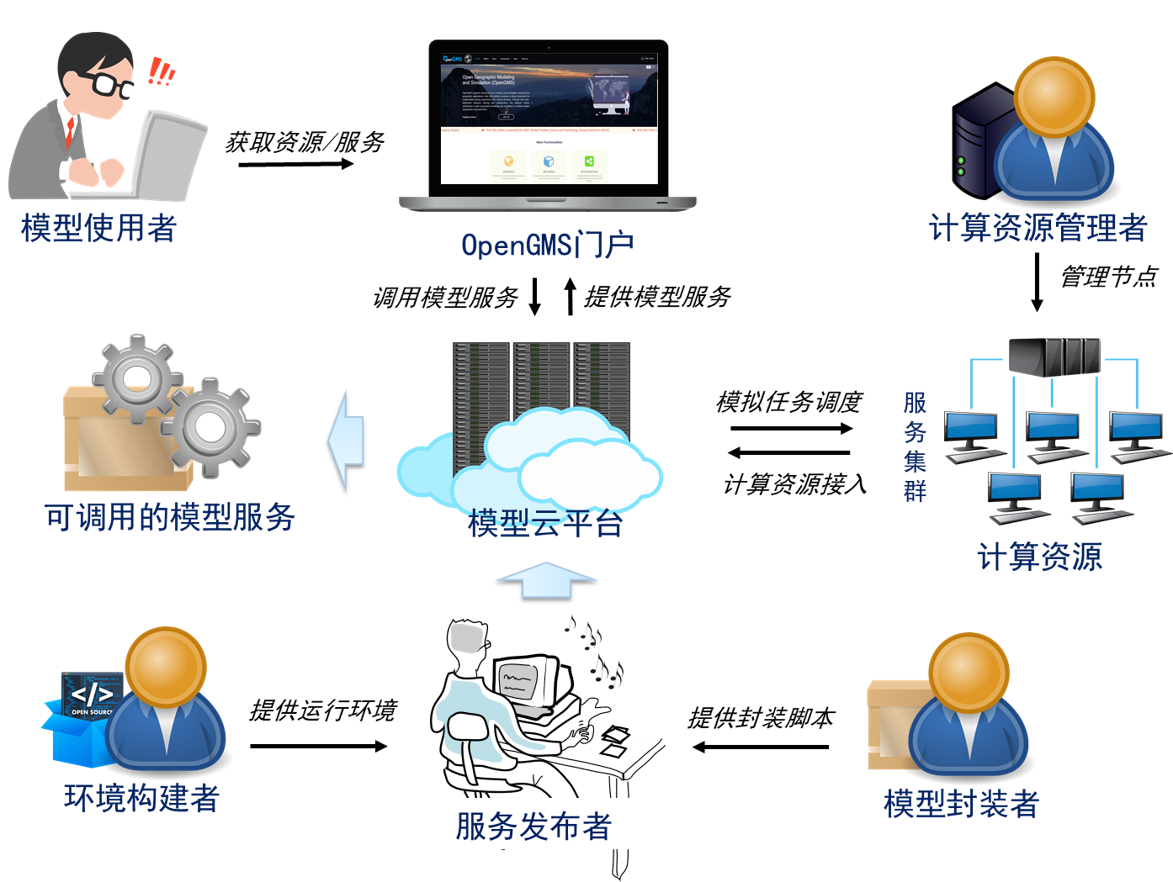 OpenGMS
Open Geographic Modeling
and Simulation (OpenGMS)
获取资源/服务
模型使用者
OpenGMS门户
计算资源管理者
调用模型服务
提供模型服务
管理节点
模拟任务调度
计算资源接入
服务集群
可调用的模型服务
模型云平台
计算资源
</>
OPEN SOURCE
提供运行环境
提供封装脚本
环境构建者
服务发布者
模型封装者